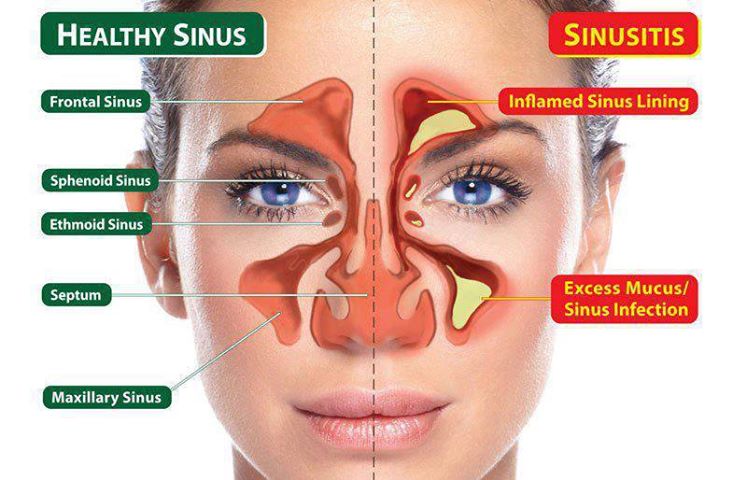 HEALTHY SINUS
SINUSITIS
Frontal Sinus
Inflamed Sinus Lining
Sphenoid Sinus
Ethmoid Sinus
Septum
Excess Mucus/
Sinus Infection
Maxillary Sinus